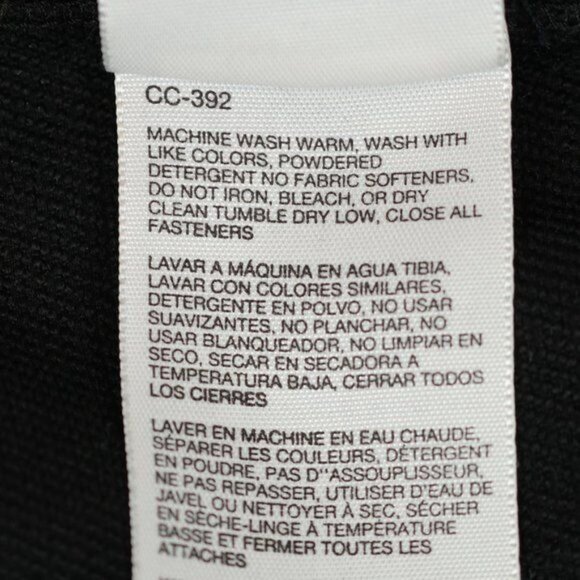 CC-392
MACHINE WASH WARM, WASH WITH
LIKE COLORS, POWDERED
DETERGENT NO FABRIC SOFTENERS,
DO NOT IRON, BLEACH, OR DRY
CLEAN TUMBLE DRY LOW, CLOSE ALL
FASTENERS
LAVAR A MÁQUINA EN AGUA TIBIA,
LAVAR CON COLORES SIMILARES,
DETERGENTE EN POLVO, NO USAR
SUAVIZANTES, NO PLANCHAR, NO
USAR BLANQUEADOR, NO LIMPIAR EN
SECO, SECAR EN SECADORA A
TEMPERATURA BAJA, CERRAR TODOS
LOS CIERRES
LAVER EN MACHINE EN EAU CHAUDE,
SÉPARER LES COULEURS, DÉTERGENT
EN POUDRE, PAS D"ASSOUPLISSEUR,
NE PAS REPASSER, UTILISER D'EAU DE
JAVEL OU NETTOYER À SEC, SÉCHER
EN SÈCHE-LINGE À TEMPÉRATURE
BASSE ET FERMER TOUTES LES
ATTACHES